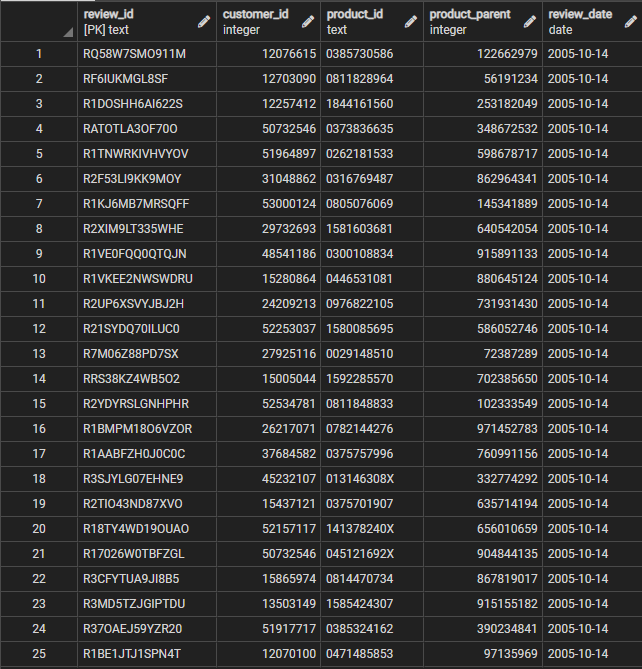 review_id customer_id product_id product_parent review_date
[PK] text integer text integer date
1 RQ58W7SMO911M 12076615 0385730586 122662979 2005-10-14
2 RF6IUKMGL8SF 12703090 0811828964 56191234 2005-10-14
3 R1DOSHH6AI622S 12257412 1844161560 253182049 2005-10-14
4 RATOTLA3OF70O 50732546 0373836635 348672532 2005-10-14
5 R1TNWRKIVHVYOV 51964897 0262181533 598678717 2005-10-14
6 R2F53LI9KK9MOY 31048862 0316769487 862964341 2005-10-14
7 R1KJ6MB7MRSQFF 53000124 0805076069 145341889 2005-10-14
8 R2XIM9LT335WHE 29732693 1581603681 640542054 2005-10-14
9 R1VE0FQQ0QTQJN 48541186 0300108834 915891133 2005-10-14
10 R1VKEE2NWSWDRU 15280864 0446531081 880645124 2005-10-14
11 R2UP6XSVYJBJ2H 24209213 0976822105 731931430 2005-10-14
12 R21SYDQ70ILUC0 52253037 1580085695 586052746 2005-10-14
13 R7M06Z88PD7SX 27925116 0029148510 72387289 2005-10-14
14 RRS38KZ4WB5O2 15005044 1592285570 702385650 2005-10-14
15 R2YDYRSLGNHPHR 52534781 0811848833 102333549 2005-10-14
16 R1BMPM18O6VZOR 26217071 0782144276 971452783 2005-10-14
17 R1AABFZH0J0C0C 37684582 0375757996 760991156 2005-10-14
18 R3SJYLG07EHNE9 45232107 013146308X 332774292 2005-10-14
19 R2TIO43ND87XVO 15437121 0375701907 635714194 2005-10-14
20 R18TY4WD19OUAO 52157117 141378240X 656010659 2005-10-14
21 R17026W0TBFZGL 50732546 045121692X 904844135 2005-10-14
22 R3CFYTUA9JI8B5 15865974 0814470734 867819017 2005-10-14
23 R3MD5TZJGIPTDU 13503149 1585424307 915155182 2005-10-14
24 R37OAEJ59YZR20 51917717 0385324162 390234841 2005-10-14
25 R1BE1JTJ1SPN4T 12070100 0471485853 97135969 2005-10-14